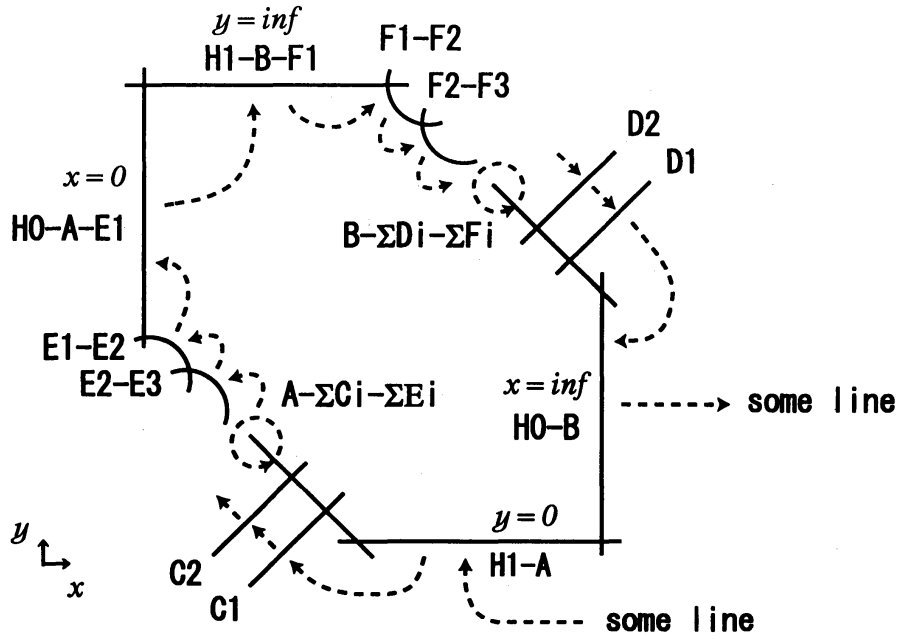 y = inf
H1-B-F1
F1-F2
F2-F3
D2
D1
x = 0
H0-A-E1
B-ΣDi-ΣFi
E1-E2
E2-E3
A-ΣCi-ΣEi
x = inf
H0-B
some line
y = 0
H1-A
y
x
C2
C1
some line